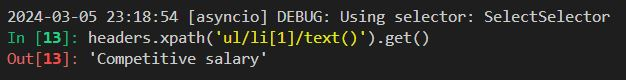 2024-03-05 23:18:54 [asyncio] DEBUG: Using selector: SelectSelector
In [13]: headers.xpath('ul/li[1]/text()').get()
Out[13]: 'Competitive salary'